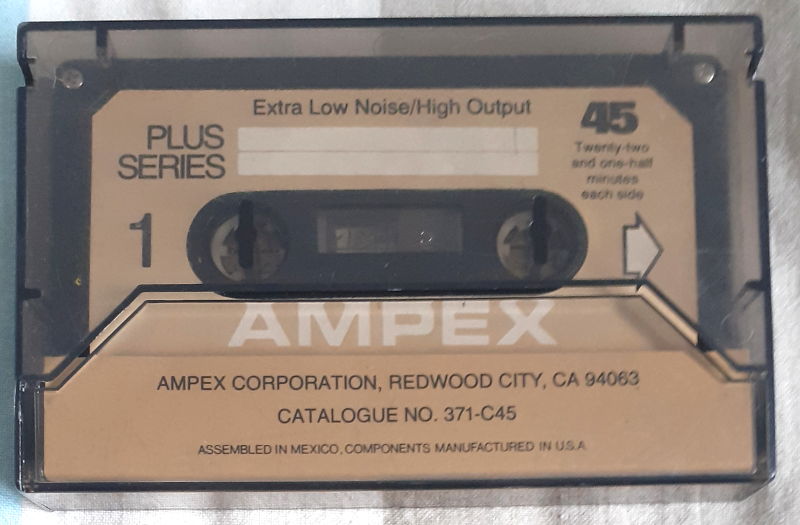 Extra Low Noise/High Output
PLUS
SERIES
45
Twenty-two
and one-half
minutes
each side
1
AMPEX
AMPEX CORPORATION, REDWOOD CITY, CA 94063
CATALOGUE NO. 371-C45
ASSEMBLED IN MEXICO, COMPONENTS MANUFACTURED IN U.S.A